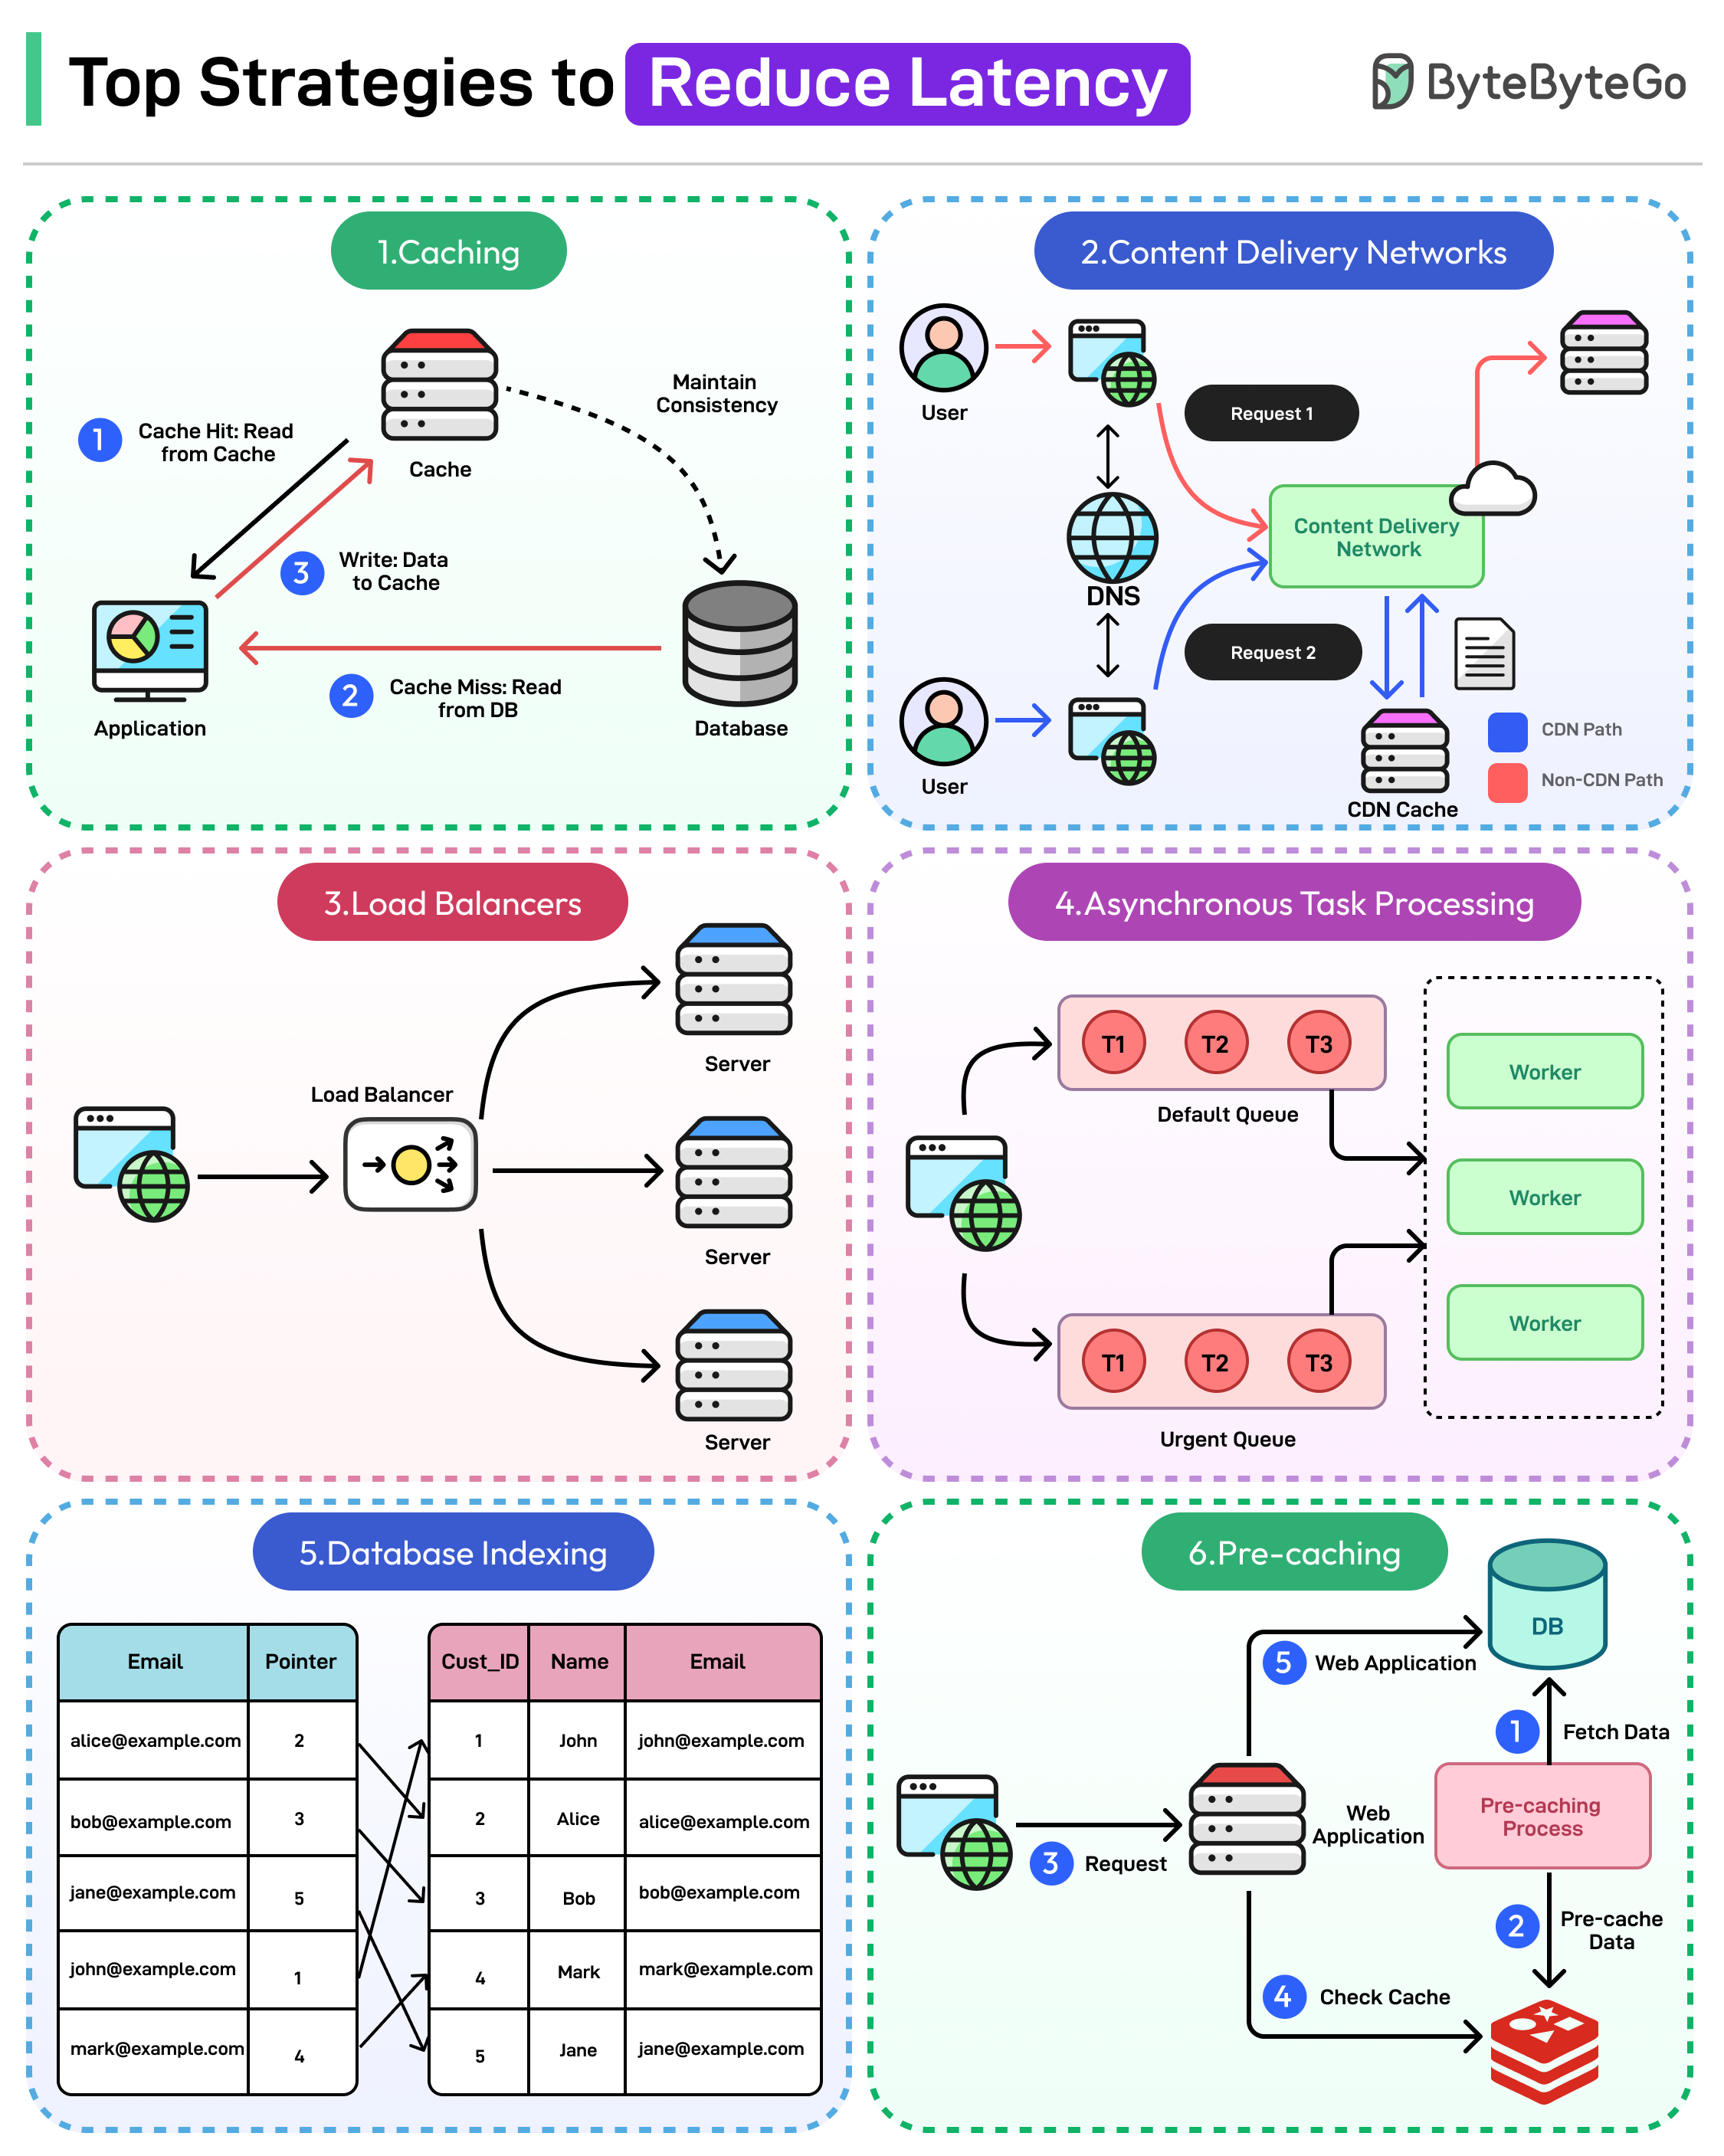 Top Strategies to Reduce Latency
ByteByteGo
1.Caching
Maintain
Consistency
1
Cache Hit: Read
from Cache
Cache
3
Write: Data
to Cache
2
Cache Miss: Read
from DB
Application
Database
2.Content Delivery Networks
User
Request 1
Content Delivery
Network
DNS
Request 2
User
CDN Path
Non-CDN Path
CDN Cache
3.Load Balancers
Load Balancer
Server
Server
Server
4.Asynchronous Task Processing
T1 T2 T3
Default Queue
Worker
Worker
Worker
T1 T2 T3
Urgent Queue
5.Database Indexing
Email Pointer
alice@example.com 2
bob@example.com 3
jane@example.com 5
john@example.com 1
mark@example.com 4
Cust_ID Name Email
1 John john@example.com
2 Alice alice@example.com
3 Bob bob@example.com
4 Mark mark@example.com
5 Jane jane@example.com
6.Pre-caching
DB
5 Web Application
1 Fetch Data
Web
Application
Pre-caching
Process
3 Request
2
Pre-cache
Data
4 Check Cache